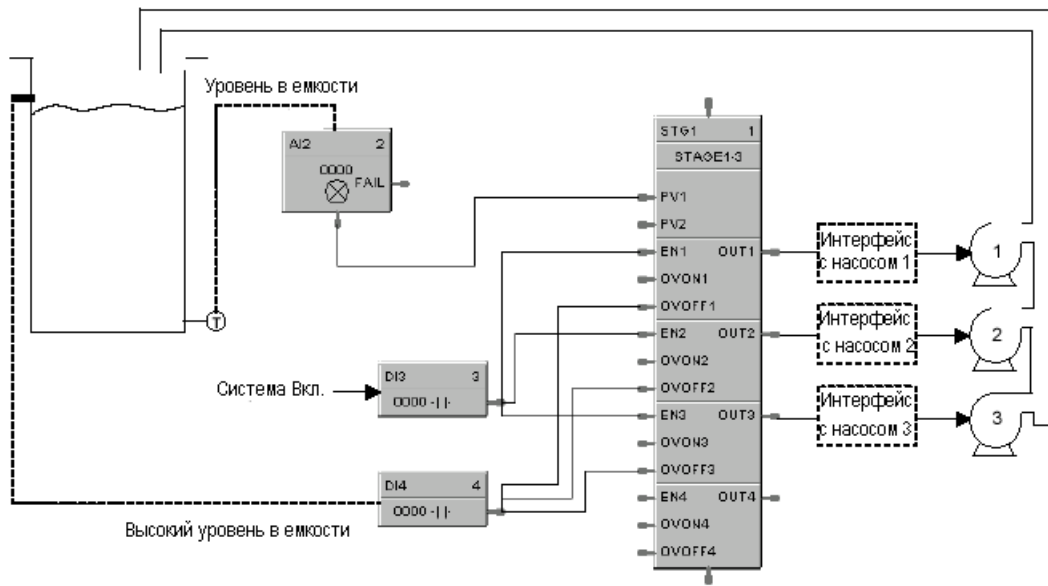 Уровень в емкости
AI2 2
0000
FAIL
STG1 1
STAGE1-3
PV1
PV2
EN1 OUT1
OVON1
OVOFF1
EN2 OUT2
OVON2
OVOFF2
EN3 OUT3
OVON3
OVOFF3
EN4 OUT4
OVON4
OVOFF4
Интерфейс
с насосом 1
1
Интерфейс
с насосом 2
2
Интерфейс
с насосом 3
3
T
Система Вкл.
DI3 3
0000
DI4 4
0000
Высокий уровень в емкости